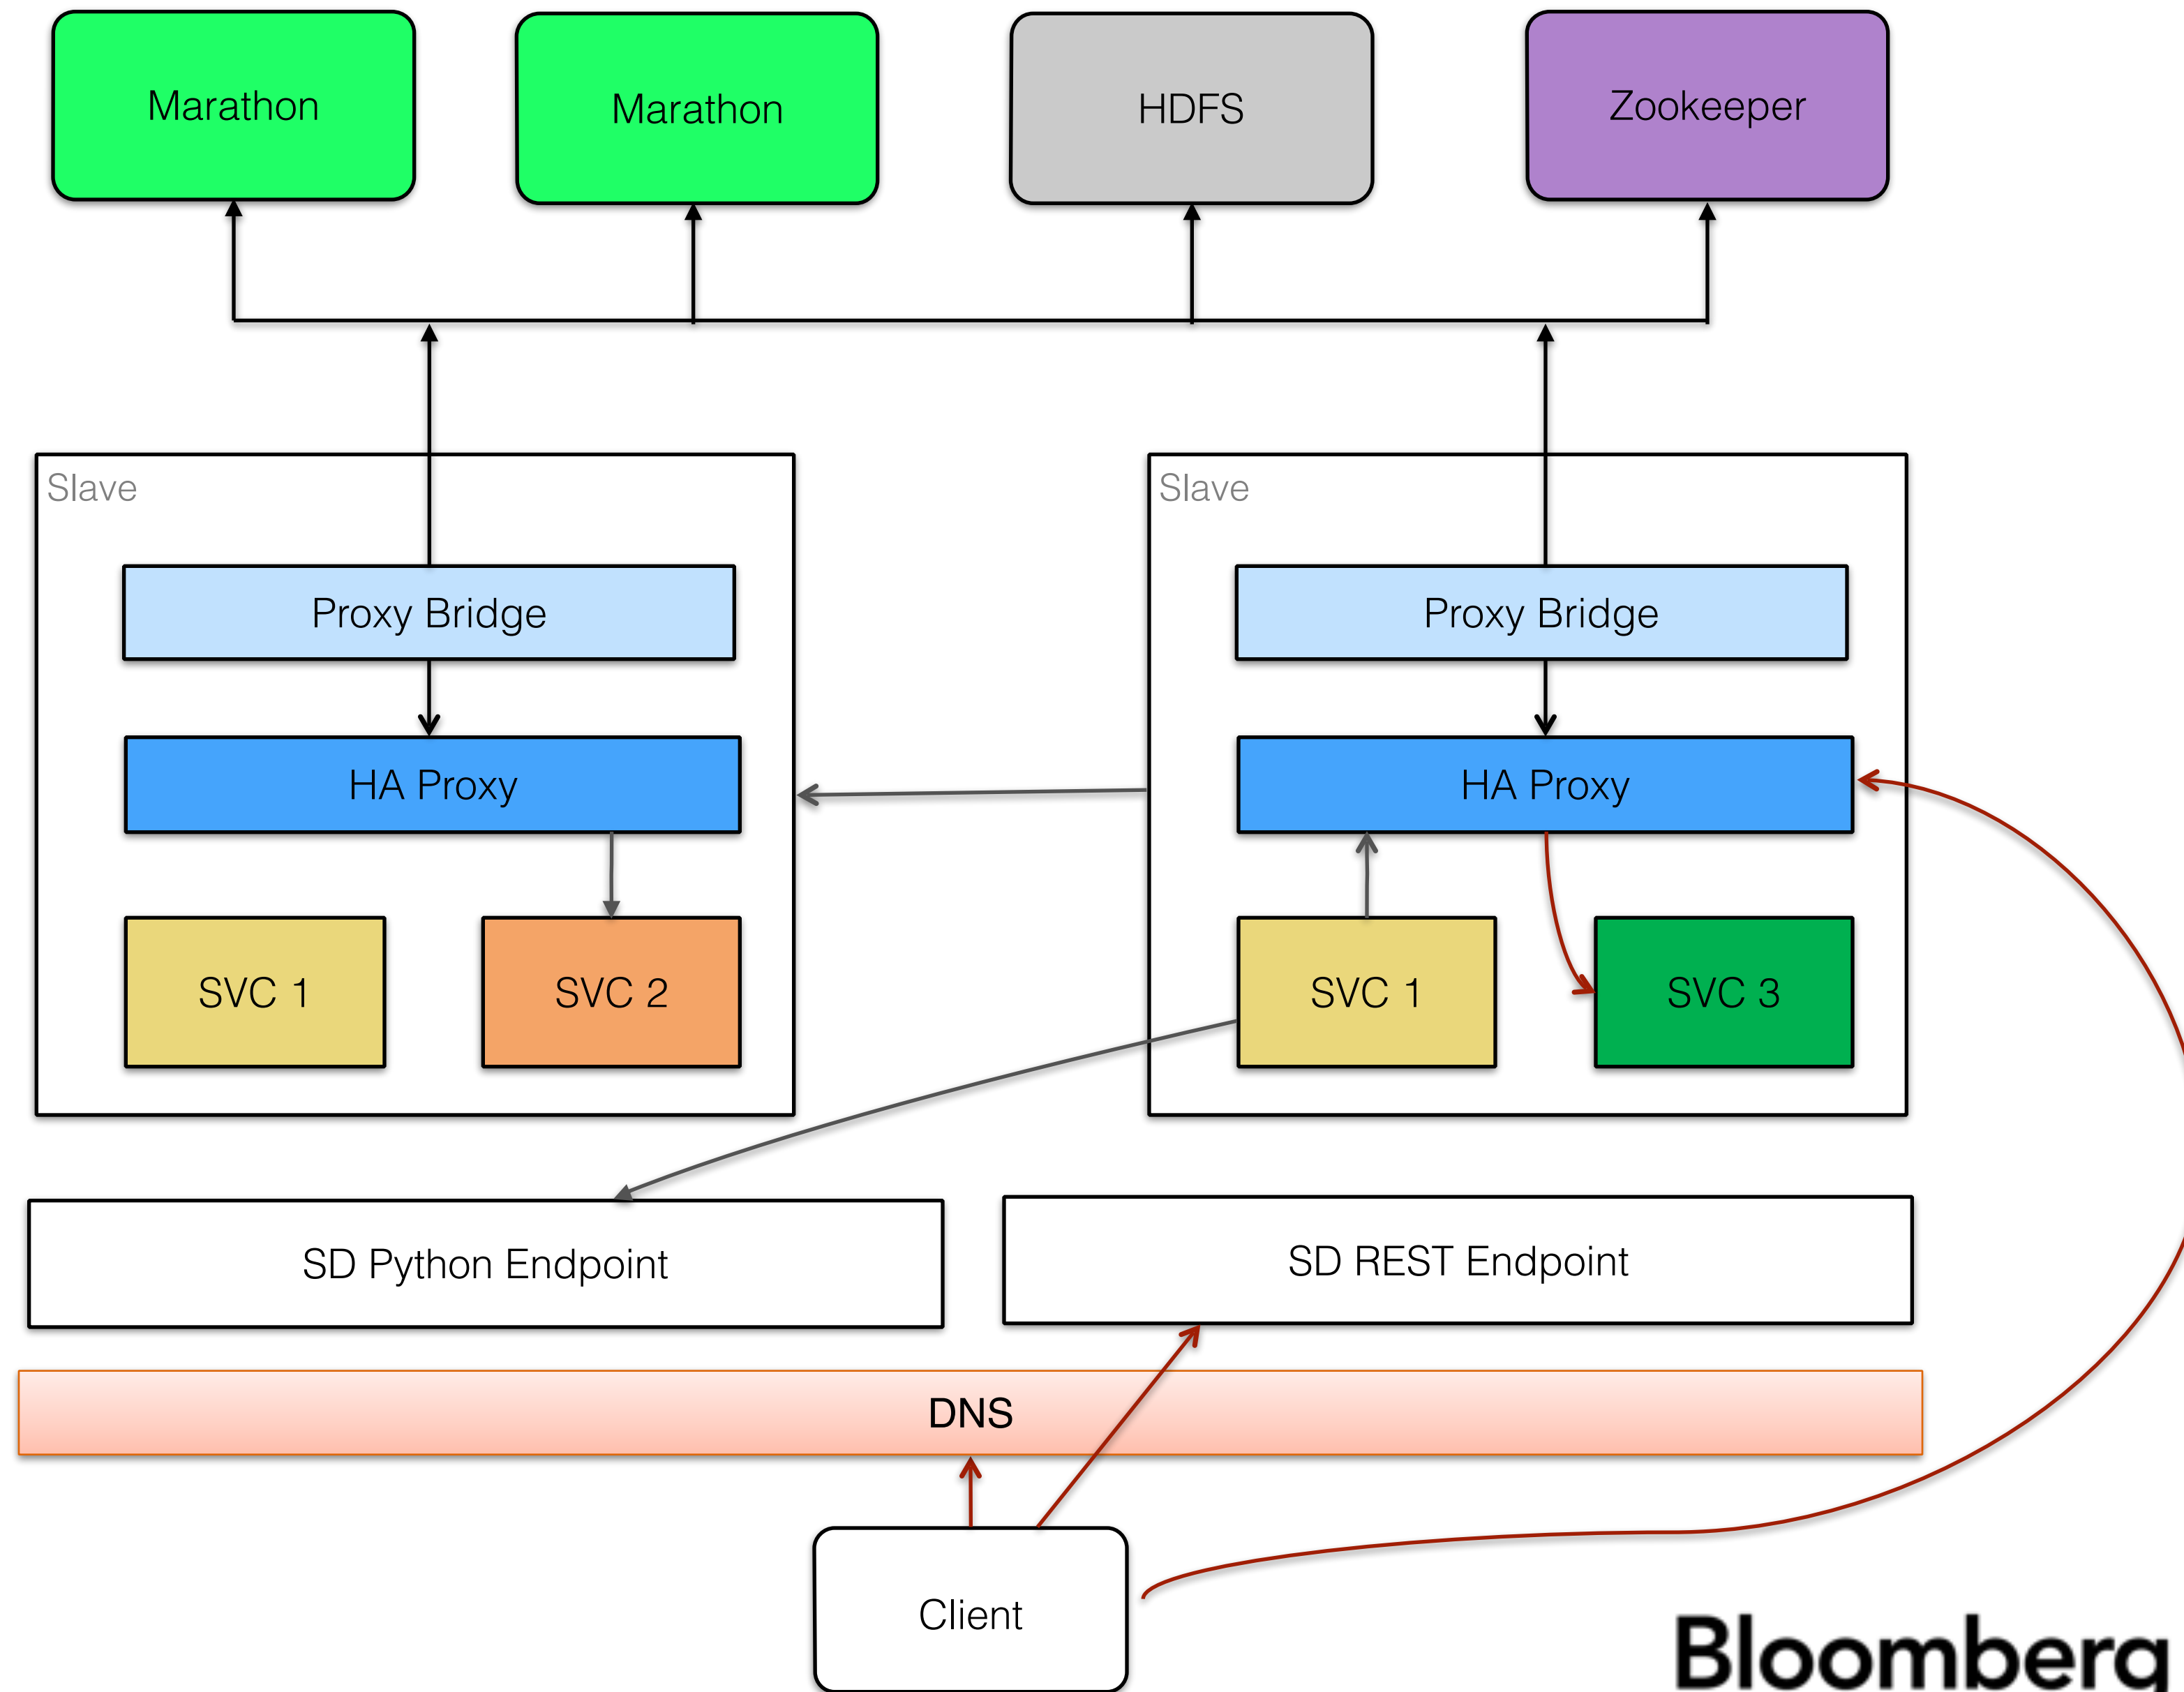 Marathon
Marathon
HDFS
Zookeeper
Slave
Slave
Proxy Bridge
Proxy Bridge
HA Proxy
HA Proxy
SVC 1
SVC 2
SVC 1
SVC 3
SD Python Endpoint
SD REST Endpoint
DNS
Client
Bloomberg